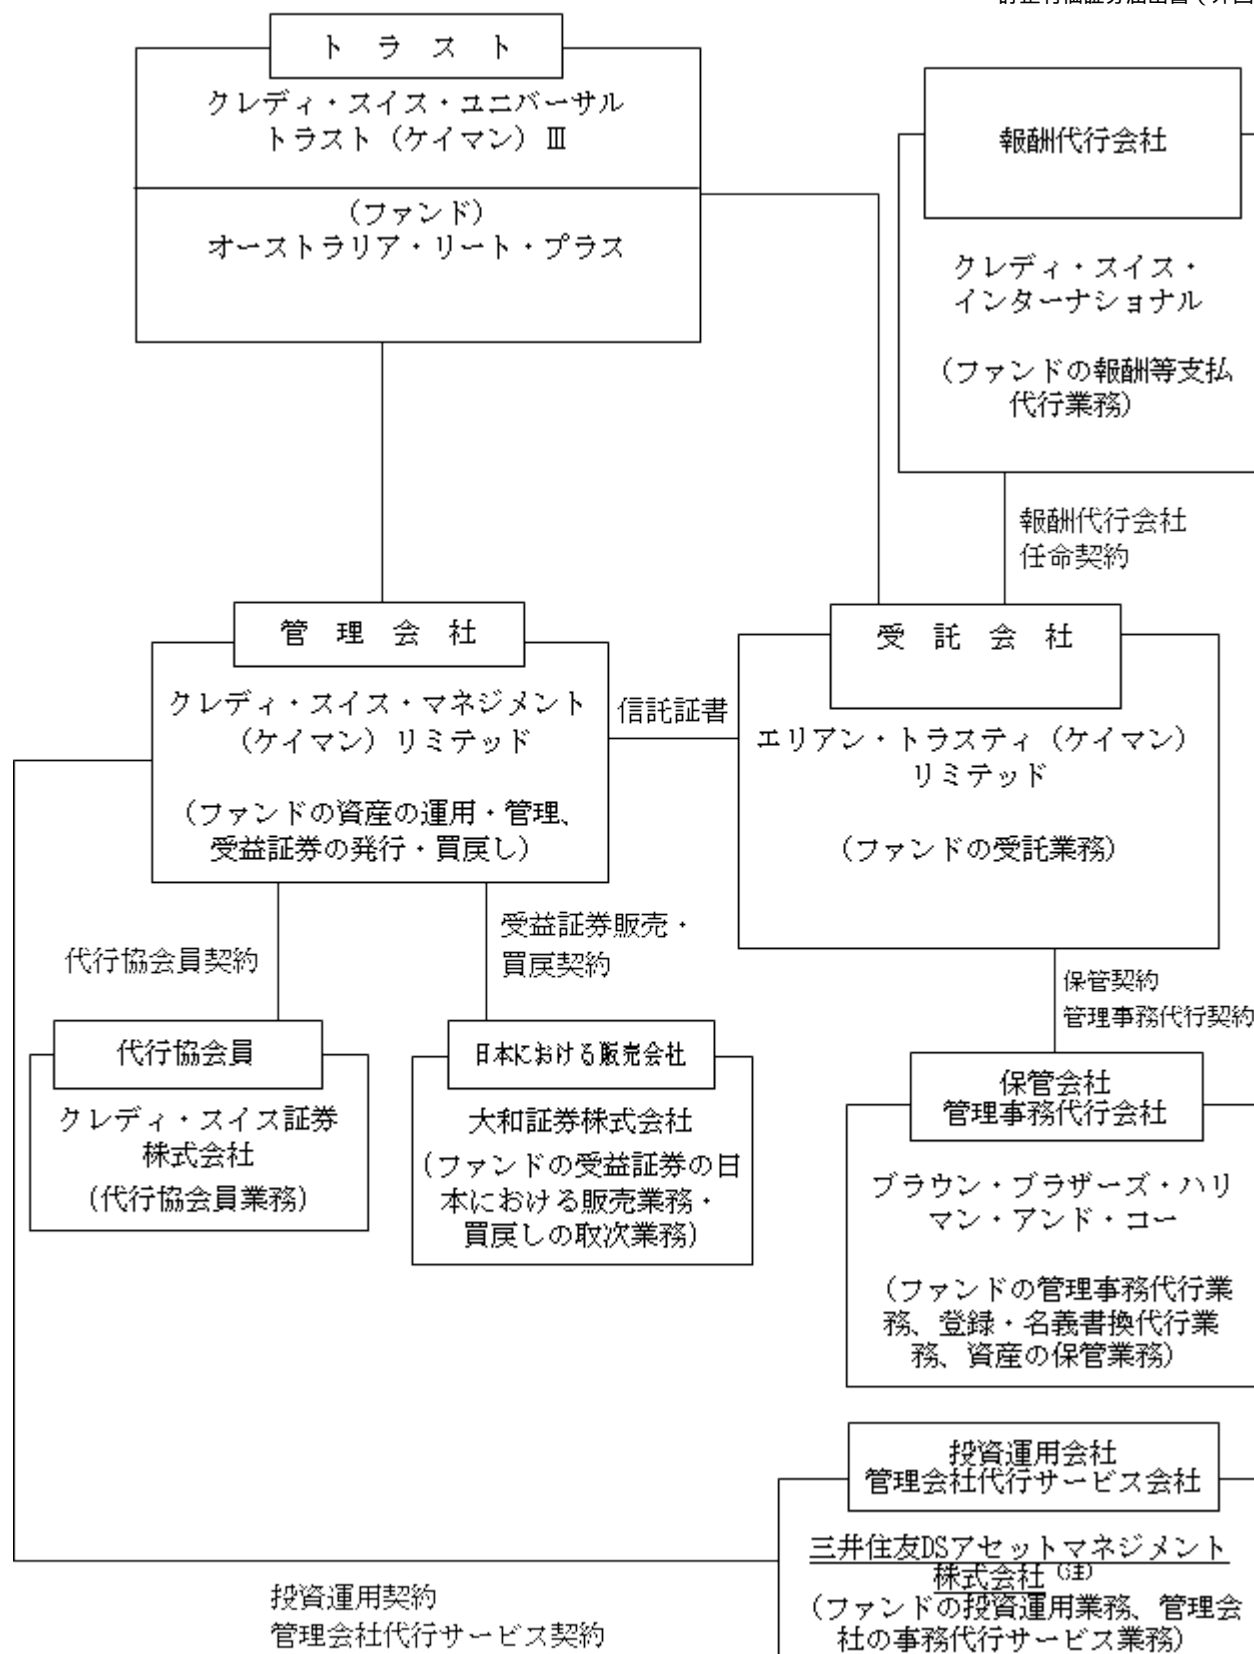 ト ラ ス ト
クレディ・スイス・ユニバーサル
トラスト（ケイマン）Ⅲ
（ファンド）
オーストラリア・リート・プラス
報酬代行会社
クレディ・スイス・
インターナショナル
（ファンドの報酬等支払
代行業務）
報酬代行会社
任命契約
管 理 会 社
クレディ・スイス・マネジメント
（ケイマン）リミテッド
（ファンドの資産の運用・管理、
受益証券の発行・買戻し）
信託証書
受 託 会 社
エリアン・トラスティ（ケイマン）
リミテッド
（ファンドの受託業務）
代行協会員契約
受益証券販売・
買戻契約
保管契約
管理事務代行契約
代行協会員
クレディ・スイス証券
株式会社
（代行協会員業務）
日本における販売会社
大和証券株式会社
（ファンドの受益証券の日
本における販売業務・
買戻しの取次業務）
保管会社
管理事務代行会社
ブラウン・ブラザーズ・ハリ
マン・アンド・コー
（ファンドの管理事務代行業
務、登録・名義書換代行業
務、資産の保管業務）
投資運用会社
管理会社代行サービス会社
三井住友DSアセットマネジメント
株式会社（注）
（ファンドの投資運用業務、管理会
社の事務代行サービス業務）
投資運用契約
管理会社代行サービス契約